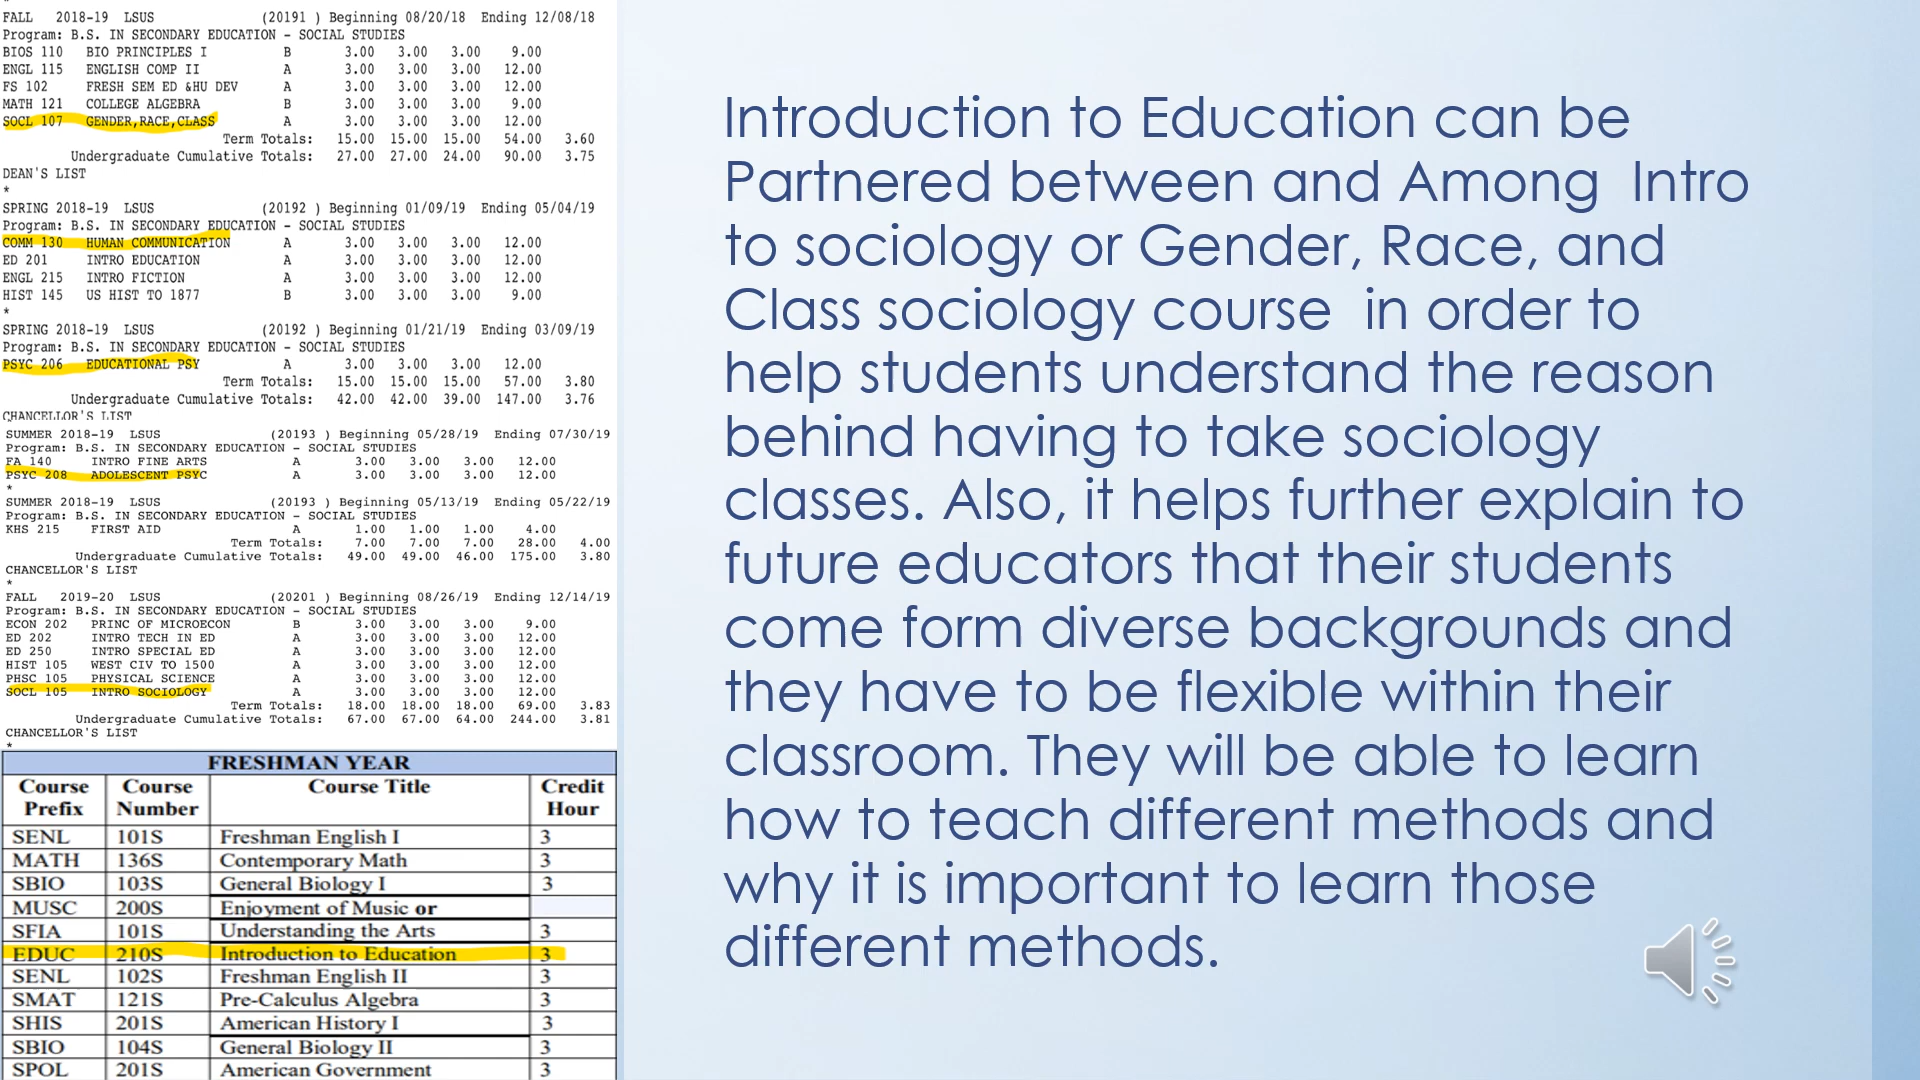 *
FALL 2018-19 LSUS (20191 ) Beginning 08/20/18 Ending 12/08/18
Program: B.S. IN SECONDARY EDUCATION - SOCIAL STUDIES
BIOS 110 BIO PRINCIPLES I B 3.00 3.00 3.00 9.00
ENGL 115 ENGLISH COMP II A 3.00 3.00 3.00 12.00
FS 102 FRESH SEM ED &HU DEV A 3.00 3.00 3.00 12.00
MATH 121 COLLEGE ALGEBRA B 3.00 3.00 3.00 9.00
SOCL 107 GENDER,RACE,CLASS A 3.00 3.00 3.00 12.00
Term Totals: 15.00 15.00 15.00 54.00 3.60
Undergraduate Cumulative Totals: 27.00 27.00 24.00 90.00 3.75
DEAN'S LIST
*
SPRING 2018-19 LSUS (20192 ) Beginning 01/09/19 Ending 05/04/19
Program: B.S. IN SECONDARY EDUCATION - SOCIAL STUDIES
COMM 130 HUMAN COMMUNICATION A 3.00 3.00 3.00 12.00
ED 201 INTRO EDUCATION A 3.00 3.00 3.00 12.00
ENGL 215 INTRO FICTION A 3.00 3.00 3.00 12.00
HIST 145 US HIST TO 1877 B 3.00 3.00 3.00 9.00
*
SPRING 2018-19 LSUS (20192 ) Beginning 01/21/19 Ending 03/09/19
Program: B.S. IN SECONDARY EDUCATION - SOCIAL STUDIES
PSYC 206 EDUCATIONAL PSY A 3.00 3.00 3.00 12.00
Term Totals: 15.00 15.00 15.00 57.00 3.80
Undergraduate Cumulative Totals: 42.00 42.00 39.00 147.00 3.76
CHANCELLOR'S LIST
SUMMER 2018-19 LSUS (20193 ) Beginning 05/28/19 Ending 07/30/19
Program: B.S. IN SECONDARY EDUCATION - SOCIAL STUDIES
FA 140 INTRO FINE ARTS A 3.00 3.00 3.00 12.00
PSYC 208 ADOLESCENT PSYC A 3.00 3.00 3.00 12.00
*
SUMMER 2018-19 LSUS (20193 ) Beginning 05/13/19 Ending 05/22/19
Program: B.S. IN SECONDARY EDUCATION - SOCIAL STUDIES
KHS 215 FIRST AID A 1.00 1.00 1.00 4.00
Term Totals: 7.00 7.00 7.00 28.00 4.00
Undergraduate Cumulative Totals: 49.00 49.00 46.00 175.00 3.80
CHANCELLOR'S LIST
*
FALL 2019-20 LSUS (20201 ) Beginning 08/26/19 Ending 12/14/19
Program: B.S. IN SECONDARY EDUCATION - SOCIAL STUDIES
ECON 202 PRINC OF MICROECON B 3.00 3.00 3.00 9.00
ED 202 INTRO TECH IN ED A 3.00 3.00 3.00 12.00
ED 250 INTRO SPECIAL ED A 3.00 3.00 3.00 12.00
HIST 105 WEST CIV TO 1500 A 3.00 3.00 3.00 12.00
PHSC 105 PHYSICAL SCIENCE A 3.00 3.00 3.00 12.00
SOCL 105 INTRO SOCIOLOGY A 3.00 3.00 3.00 12.00
Term Totals: 18.00 18.00 18.00 69.00 3.83
Undergraduate Cumulative Totals: 67.00 67.00 64.00 244.00 3.81
CHANCELLOR'S LIST
*
FRESHMAN YEAR
Course Prefix Course Number Course Title Credit Hour
SENL 101S Freshman English I 3
MATH 136S Contemporary Math 3
SBIO 103S General Biology I 3
MUSC 200S Enjoyment of Music or
SFIA 101S Understanding the Arts 3
EDUC 210S Introduction to Education 3
SENL 102S Freshman English II 3
SMAT 121S Pre-Calculus Algebra 3
SHIS 201S American History I 3
SBIO 104S General Biology II 3
SPOL 201S American Government 3
Introduction to Education can be
Partnered between and Among Intro
to sociology or Gender, Race, and
Class sociology course in order to
help students understand the reason
behind having to take sociology
classes. Also, it helps further explain to
future educators that their students
come form diverse backgrounds and
they have to be flexible within their
classroom. They will be able to learn
how to teach different methods and
why it is important to learn those
different methods.